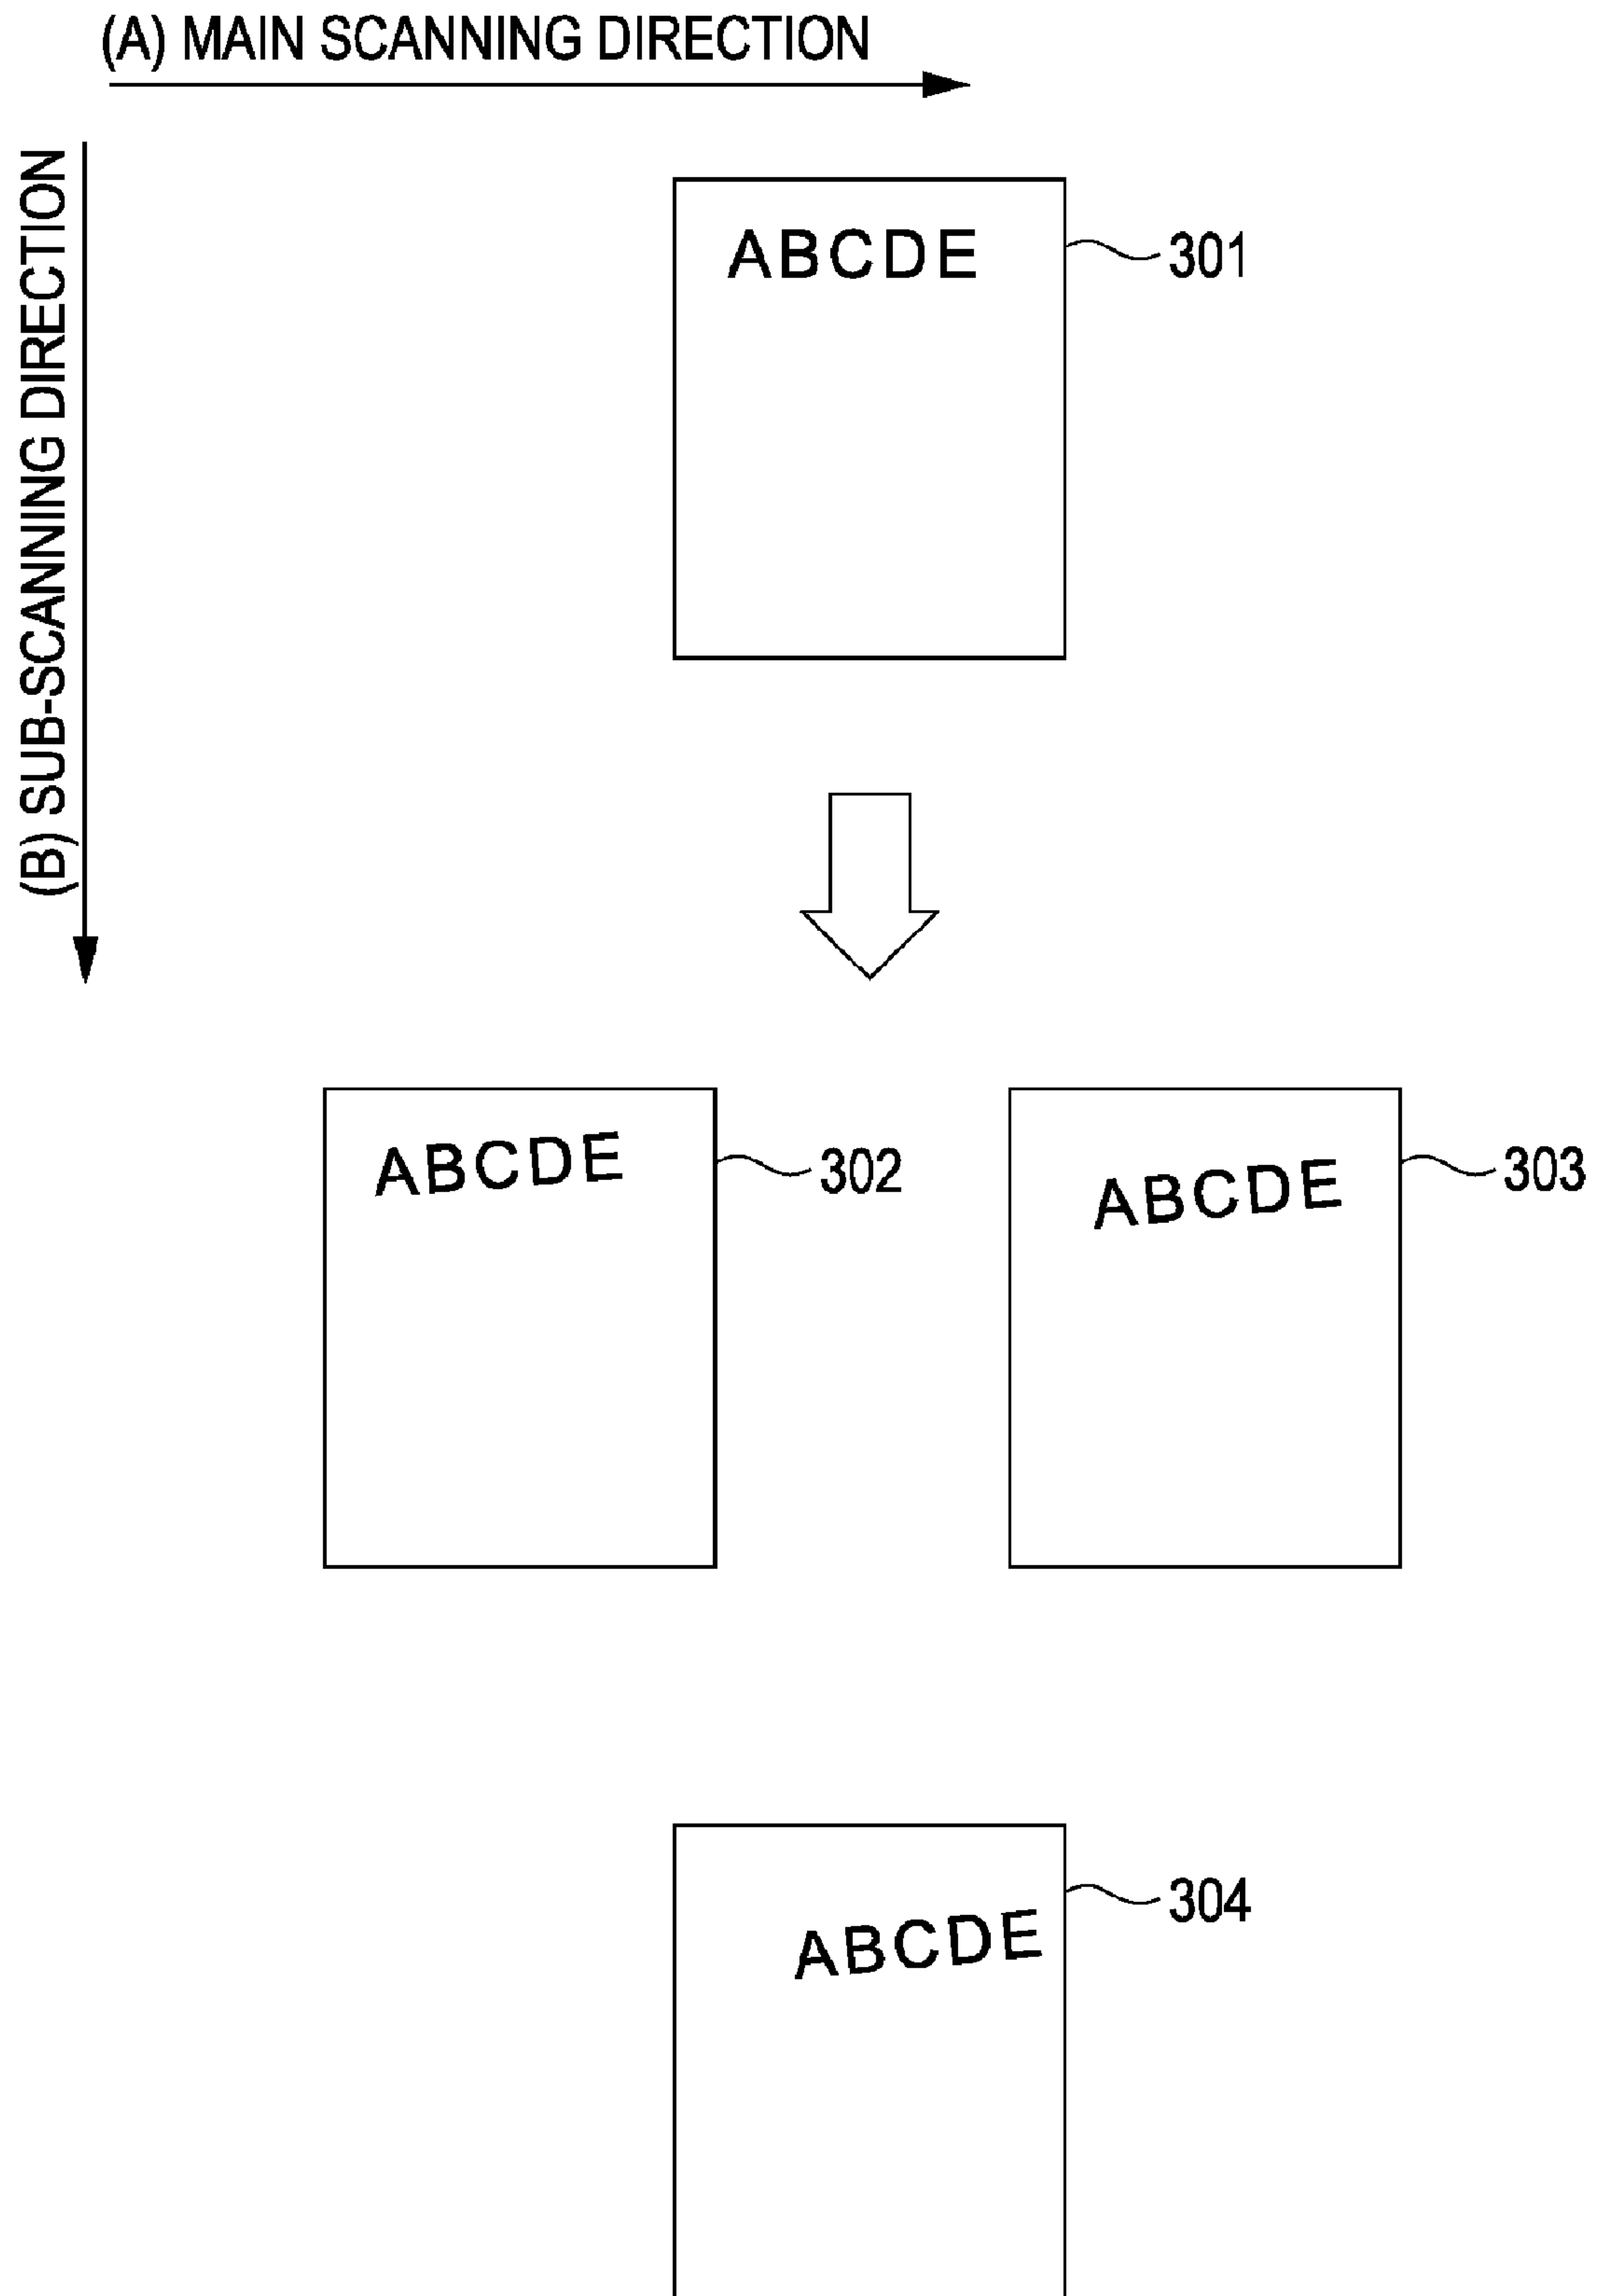 (A) MAIN SCANNING DIRECTION
(B) SUB-SCANNING DIRECTION
ABCDE
301
ABCDE
302
ABCDE
303
ABCDE
304